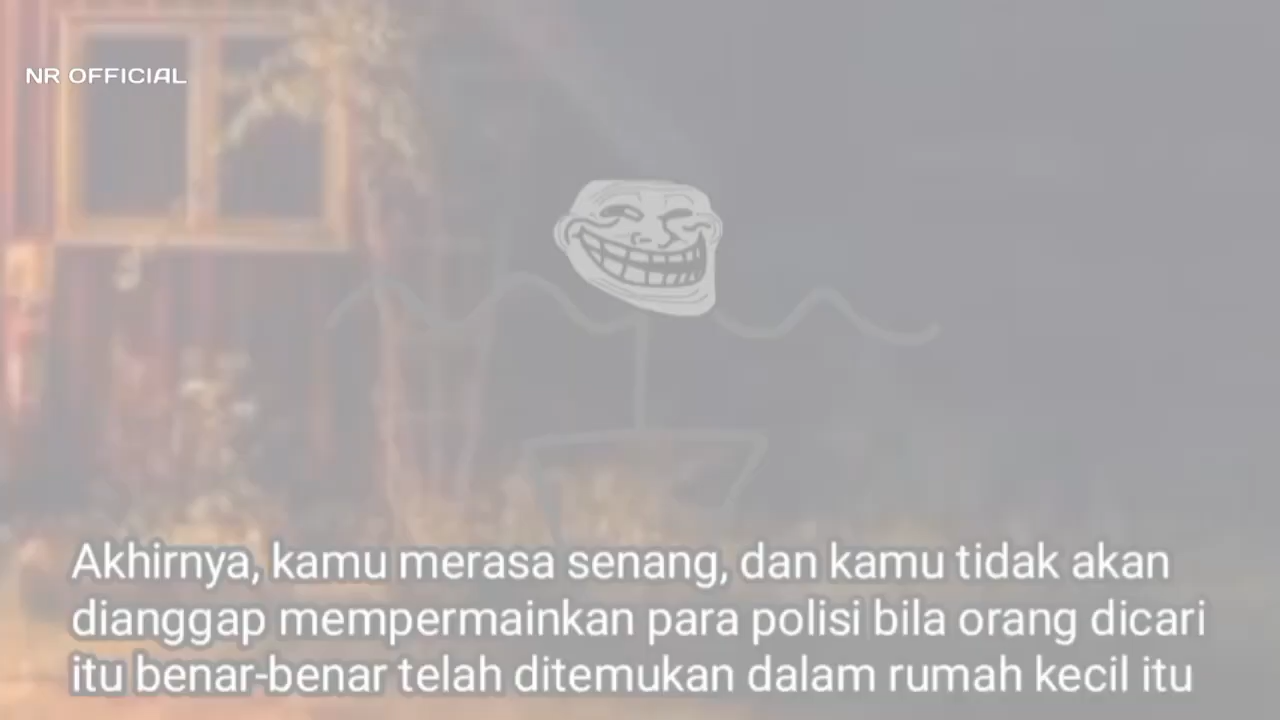 NR OFFICIAL
Akhirnya, kamu merasa senang, dan kamu tidak akan
dianggap mempermainkan para polisi bila orang dicari
itu benar-benar telah ditemukan dalam rumah kecil itu